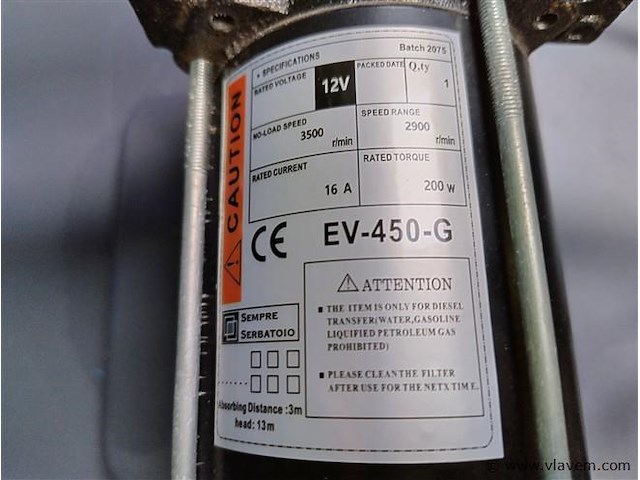 Batch 2075
• SPECIFICATIONS
RATED VOLTAGE 12V PACKED DATE Q,ty 1
NO-LOAD SPEED 3500 r/min SPEED RANGE 2900 r/min
RATED CURRENT 16 A RATED TORQUE 200 w
CAUTION
CE EV-450-G
ATTENTION
■ THE ITEM IS ONLY FOR DIESEL
TRANSFER(WATER,GASOLINE
LIQUIFIED PETROLEUM GAS
PROHIBITED)
■ PLEASE CLEAN THE FILTER
AFTER USE FOR THE NETX TIME.
SEMPRE
SERBATOIO
Absorbing Distance :3m
head: 13m
© www.vlavem.com